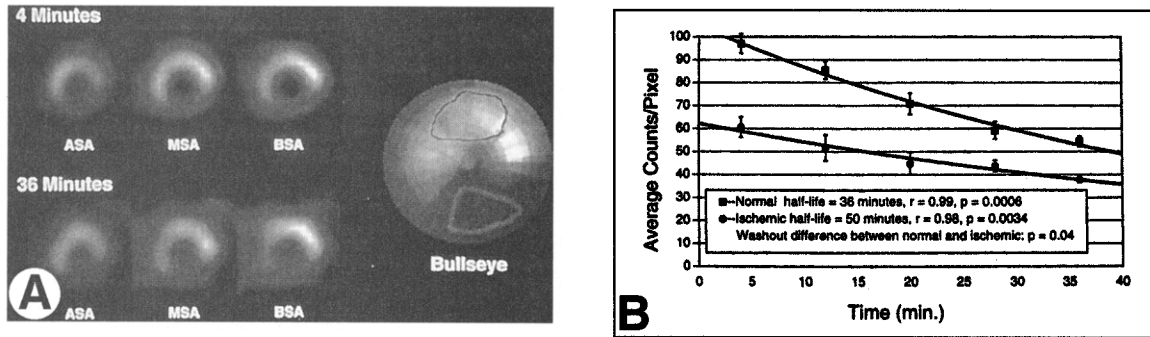 4 Minutes
ASA MSA BSA
36 Minutes
ASA MSA BSA
Bullseye
A
Average Counts/Pixel
100
90
80
70
60
50
40
30
20
10
0
Normal half-life = 36 minutes, r = 0.99, p = 0.0006
Ischemic half-life = 50 minutes, r = 0.98, p = 0.0034
Washout difference between normal and ischemic: p = 0.04
0 5 10 15 20 25 30 35 40
Time (min.)
B